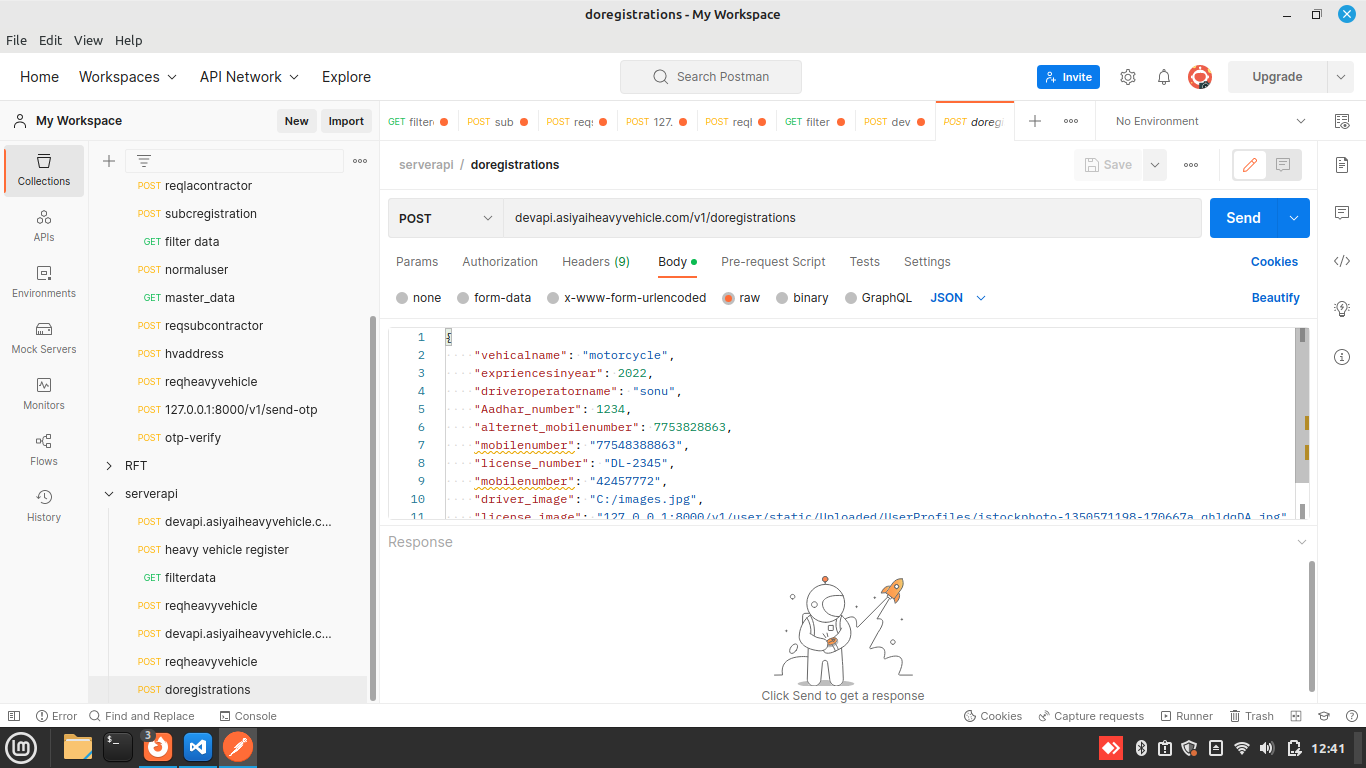 doregistrations - My Workspace
File Edit View Help
Home Workspaces API Network Explore Search Postman Invite Upgrade
My Workspace New Import
GET filter POST sub POST reqs POST 127. POST reql GET filter POST dev POST doreg No Environment
serverapi / doregistrations Save
POST devapi.asiyaiheavyvehicle.com/v1/doregistrations Send
Params Authorization Headers (9) Body Pre-request Script Tests Settings Cookies
none form-data x-www-form-urlencoded raw binary GraphQL JSON Beautify
1 {
2 "vehicalname": "motorcycle",
3 "expriencesinyear": 2022,
4 "driveroperatorname": "sonu",
5 "Aadhar_number": 1234,
6 "alternet_mobilenumber": 7753828863,
7 "mobilenumber": "77548388863",
8 "license_number": "DL-2345",
9 "mobilenumber": "42457772",
10 "driver_image": "C:/images.jpg",
11 "license_image": "127.0.0.1:8000/v1/user/static/Uploaded/UserProfiles/istockphoto-1350571198-170667a_qhldqDA.jpg"
Response
Click Send to get a response
Collections
APIs
Environments
Mock Servers
Monitors
Flows
History
POST reqlacontractor
POST subcregistration
GET filter data
POST normaluser
GET master_data
POST reqsubcontractor
POST hvaddress
POST reqheavyvehicle
POST 127.0.0.1:8000/v1/send-otp
POST otp-verify
RFT
serverapi
POST devapi.asiyaiheavyvehicle.c...
POST heavy vehicle register
GET filterdata
POST reqheavyvehicle
POST devapi.asiyaiheavyvehicle.c...
POST reqheavyvehicle
POST doregistrations
Error Find and Replace Console Cookies Capture requests Runner Trash
3 12:41